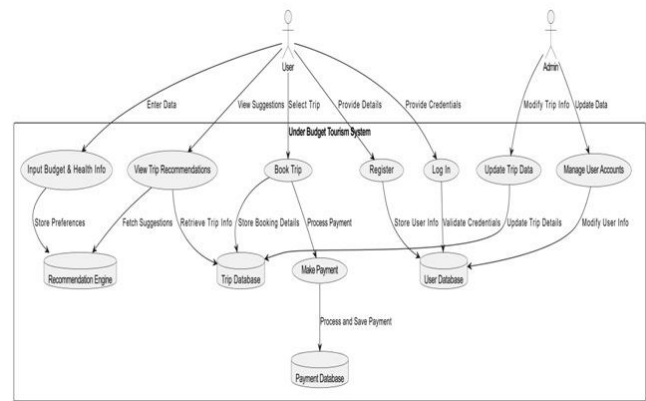 User
Admin
Enter Data
View Suggestions
Select Trip
Provide Details
Provide Credentials
Modify Trip Info
Update Data
Under Budget Tourism System
Input Budget & Health Info
View Trip Recommendations
Book Trip
Register
Log In
Update Trip Data
Manage User Accounts
Store Preferences
Fetch Suggestions
Retrieve Trip Info
Store Booking Details
Process Payment
Store User Info
Validate Credentials
Update Trip Details
Modify User Info
Recommendation Engine
Trip Database
Make Payment
User Database
Process and Save Payment
Payment Database